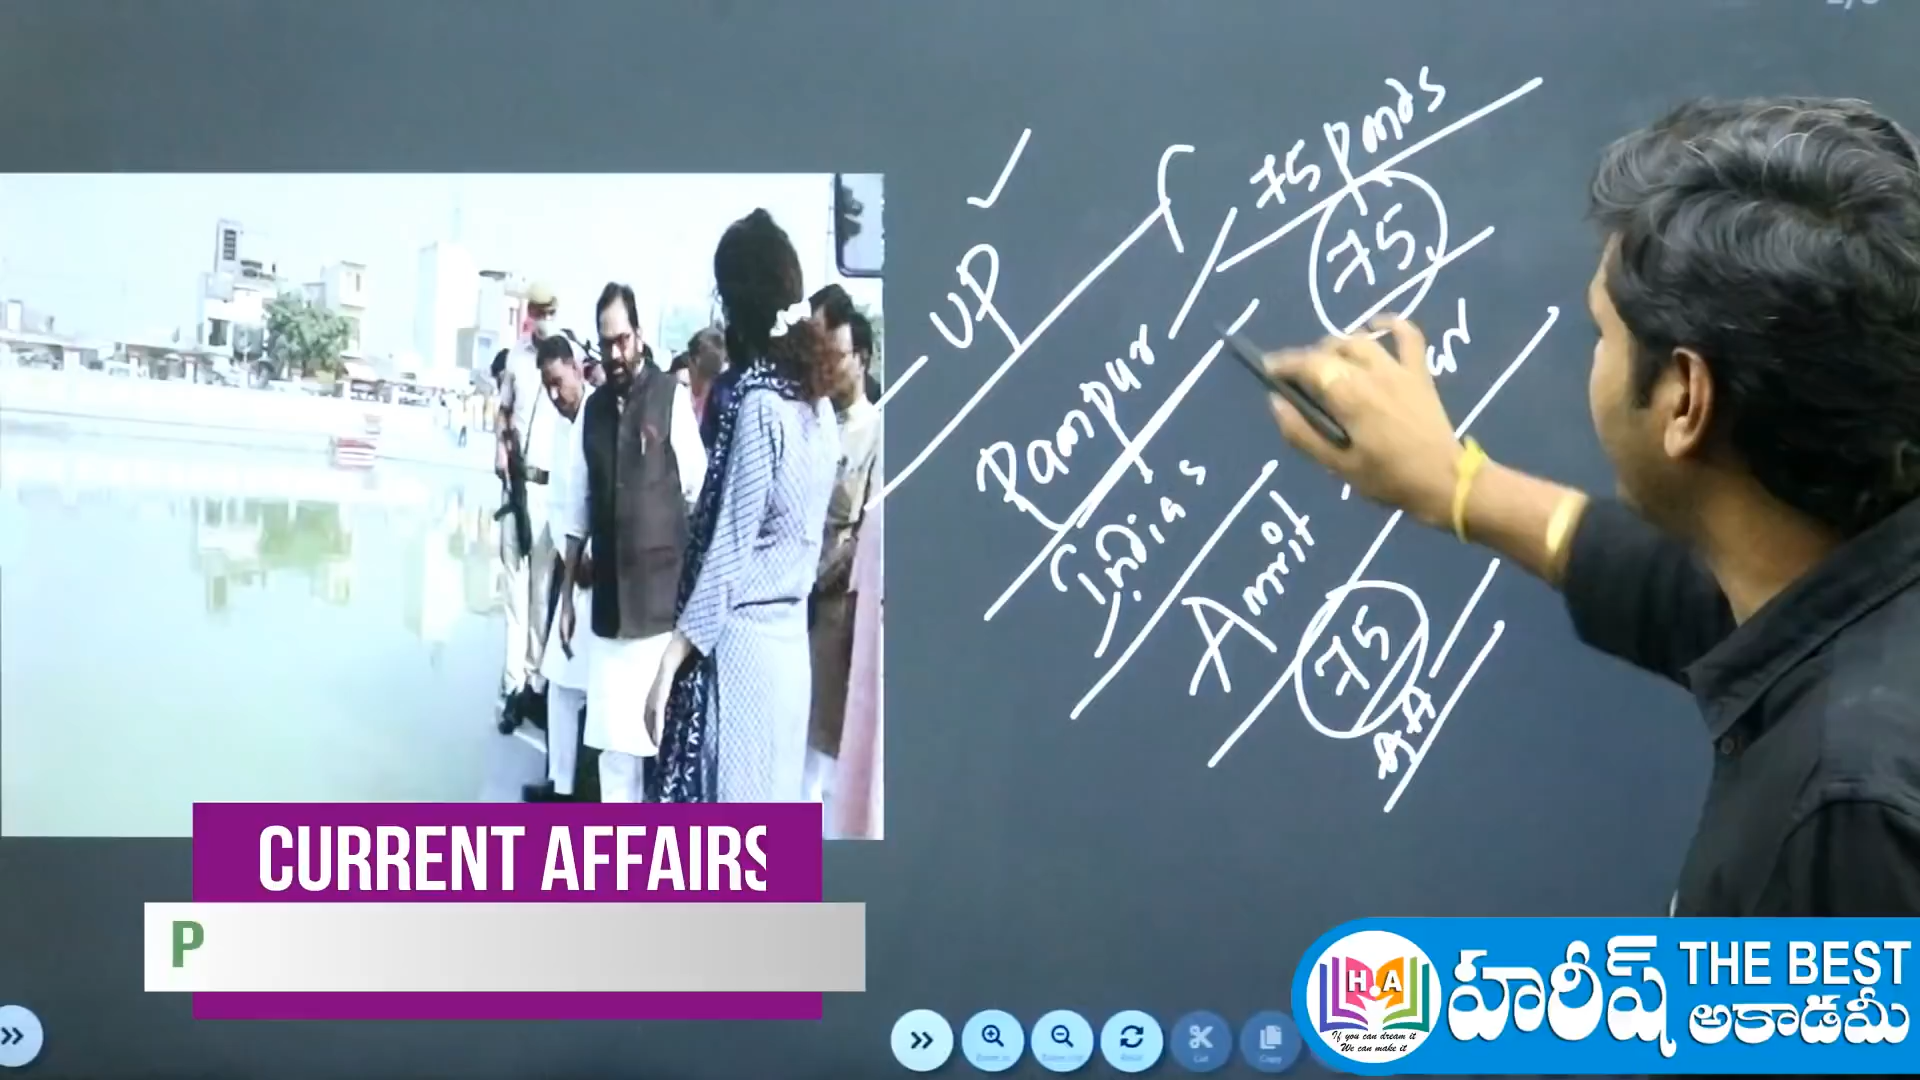 75 Ponds
75
UP
Rampur
India's
Amrit
75
CURRENT AFFAIRS
P
H.A
If you can dream it
We can make it
హరీష్
THE BEST
అకాడమీ